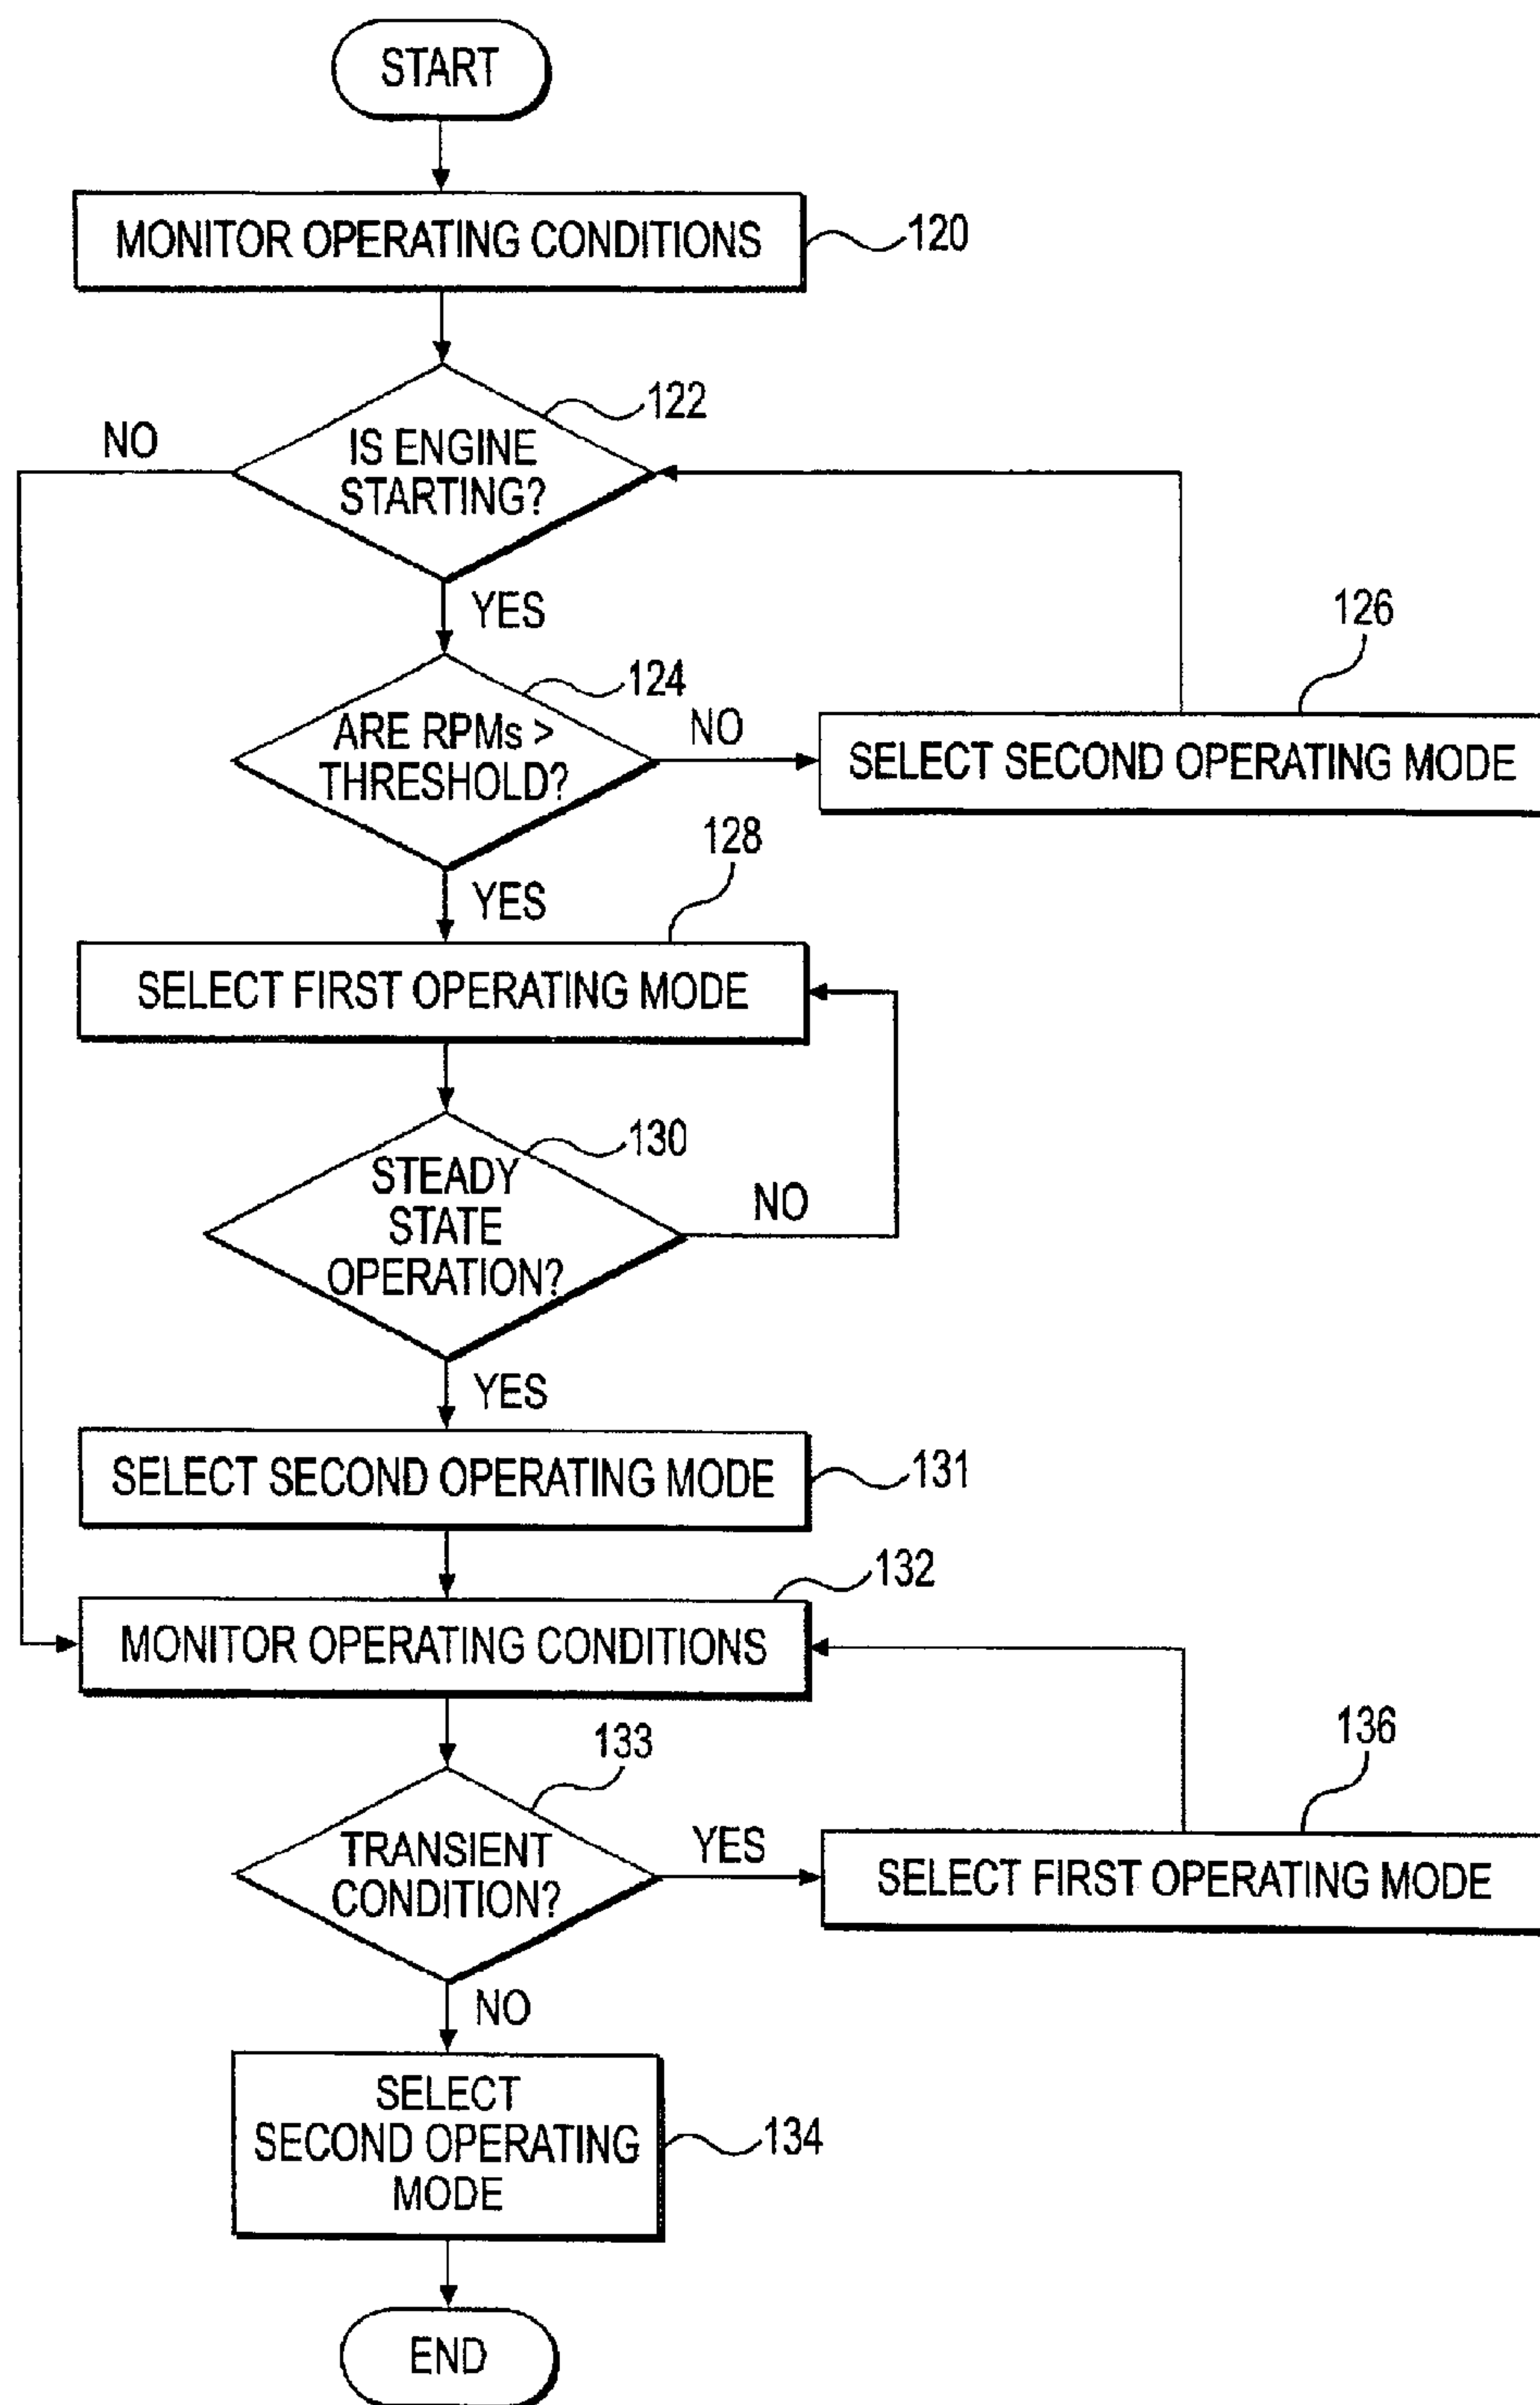 START
MONITOR OPERATING CONDITIONS
120
122
NO
IS ENGINE
STARTING?
YES
126
124
ARE RPMs >
THRESHOLD?
NO
SELECT SECOND OPERATING MODE
128
YES
SELECT FIRST OPERATING MODE
130
STEADY
STATE
OPERATION?
NO
YES
SELECT SECOND OPERATING MODE
131
132
MONITOR OPERATING CONDITIONS
133
136
TRANSIENT
CONDITION?
YES
SELECT FIRST OPERATING MODE
NO
SELECT
SECOND OPERATING
MODE
134
END